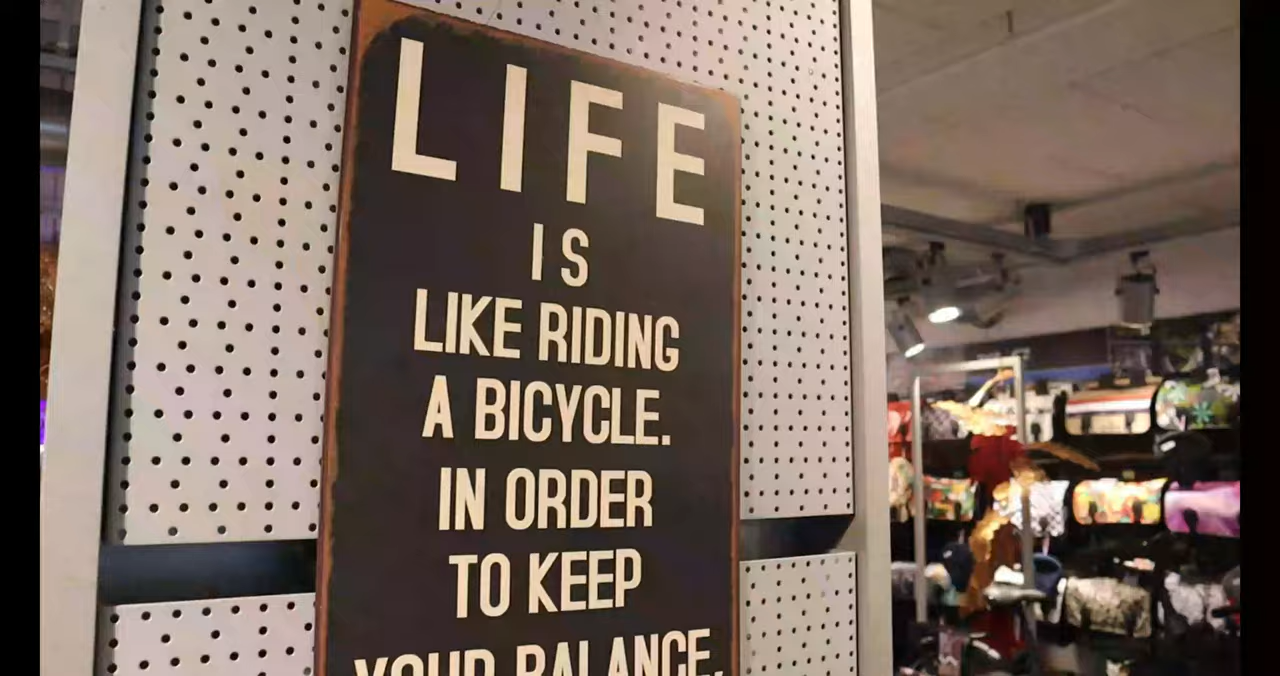 LIFE
IS
LIKE RIDING
A BICYCLE.
IN ORDER
TO KEEP
YOUR BALANCE,